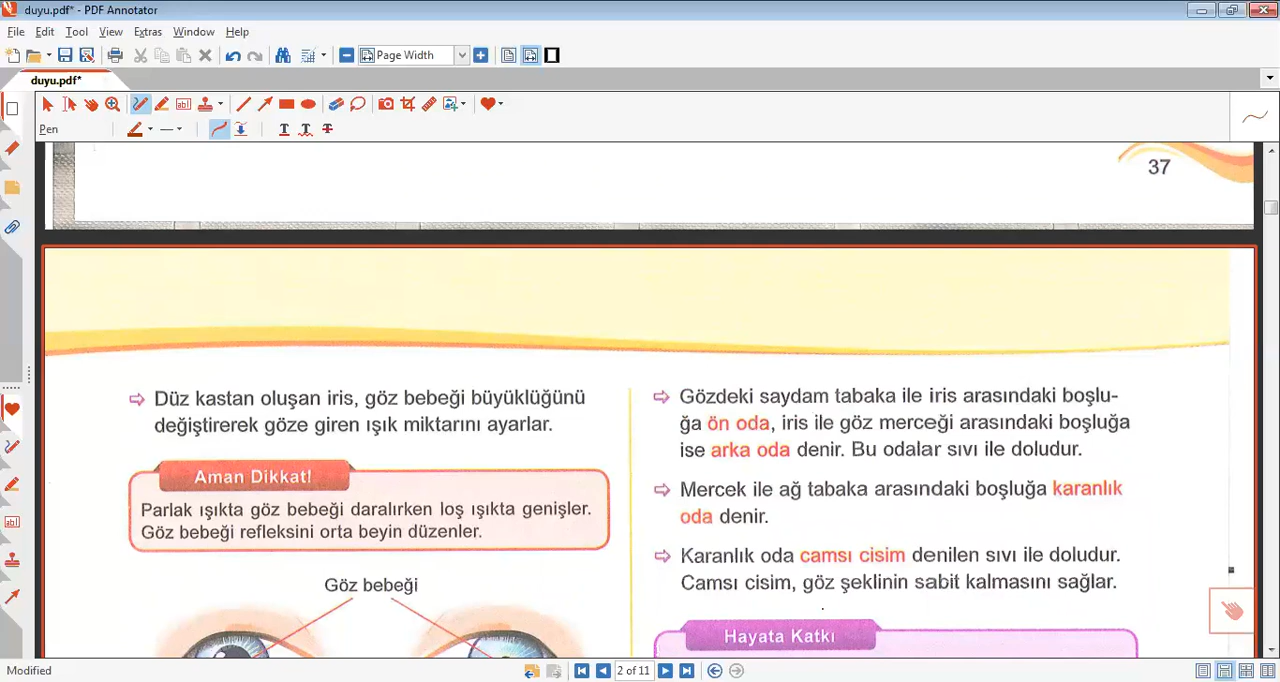 duyu.pdf* - PDF Annotator
File Edit Tool View Extras Window Help
Page Width
duyu.pdf*
Pen
37
Düz kastan oluşan iris, göz bebeği büyüklüğünü
değiştirerek göze giren ışık miktarını ayarlar.
Aman Dikkat!
Parlak ışıkta göz bebeği daralırken loş ışıkta genişler.
Göz bebeği refleksini orta beyin düzenler.
Göz bebeği
Gözdeki saydam tabaka ile iris arasındaki boşlu-
ğa ön oda, iris ile göz merceği arasındaki boşluğa
ise arka oda denir. Bu odalar sıvı ile doludur.
Mercek ile ağ tabaka arasındaki boşluğa karanlık
oda denir.
Karanlık oda camsı cisim denilen sıvı ile doludur.
Camsı cisim, göz şeklinin sabit kalmasını sağlar.
Hayata Katkı
Modified
2 of 11